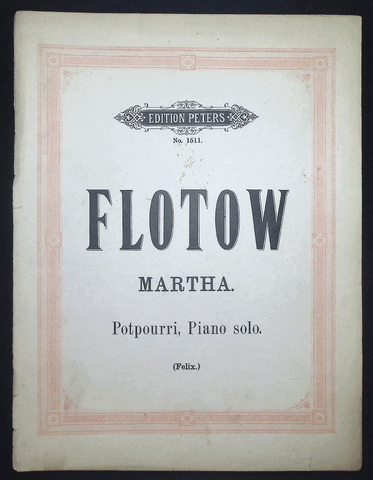 EDITION PETERS
No. 1511.
FLOTOW
MARTHA.
Potpourri, Piano solo.
(Felix.)